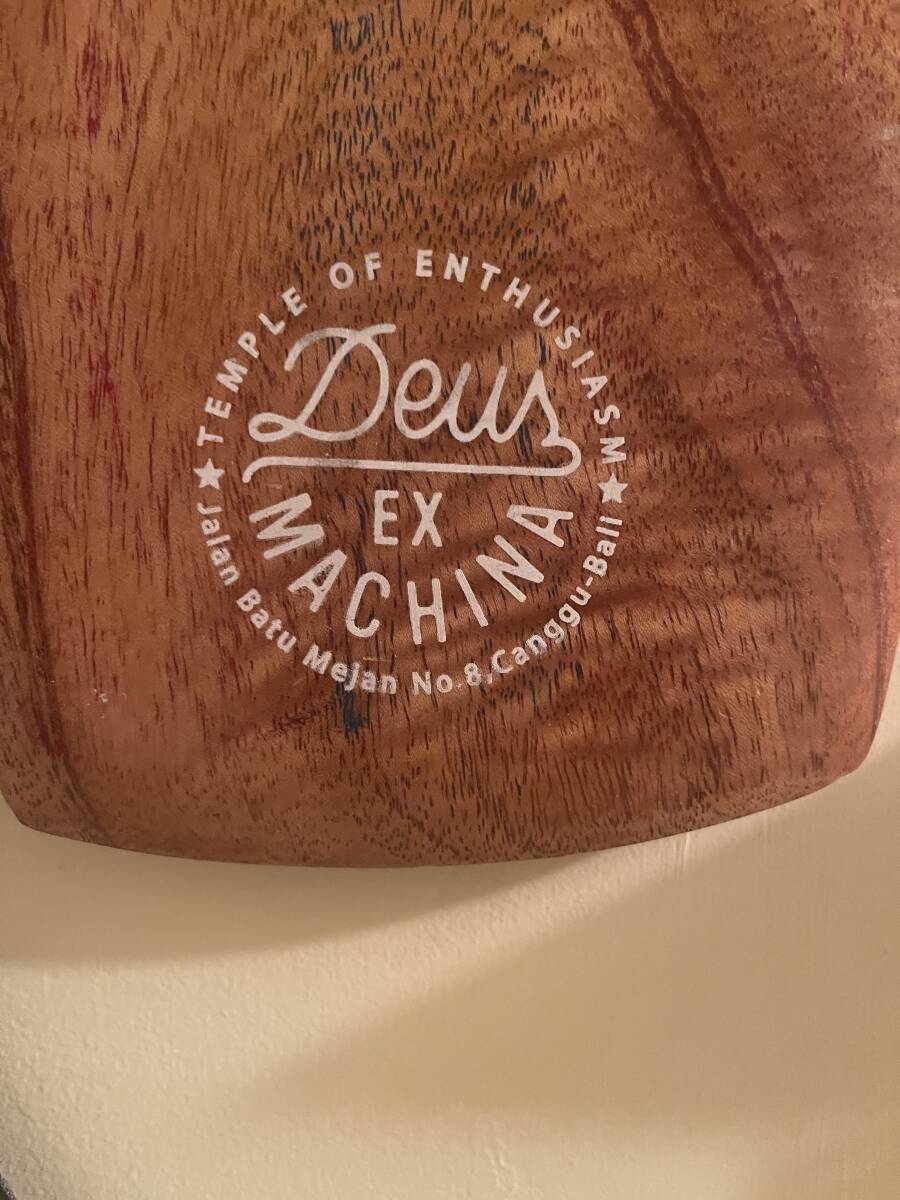 TEMPLE OF ENTHUSIASM
Deus
EX
MACHINA
Jalan Batu Mejan No.8,Canggu-Bali